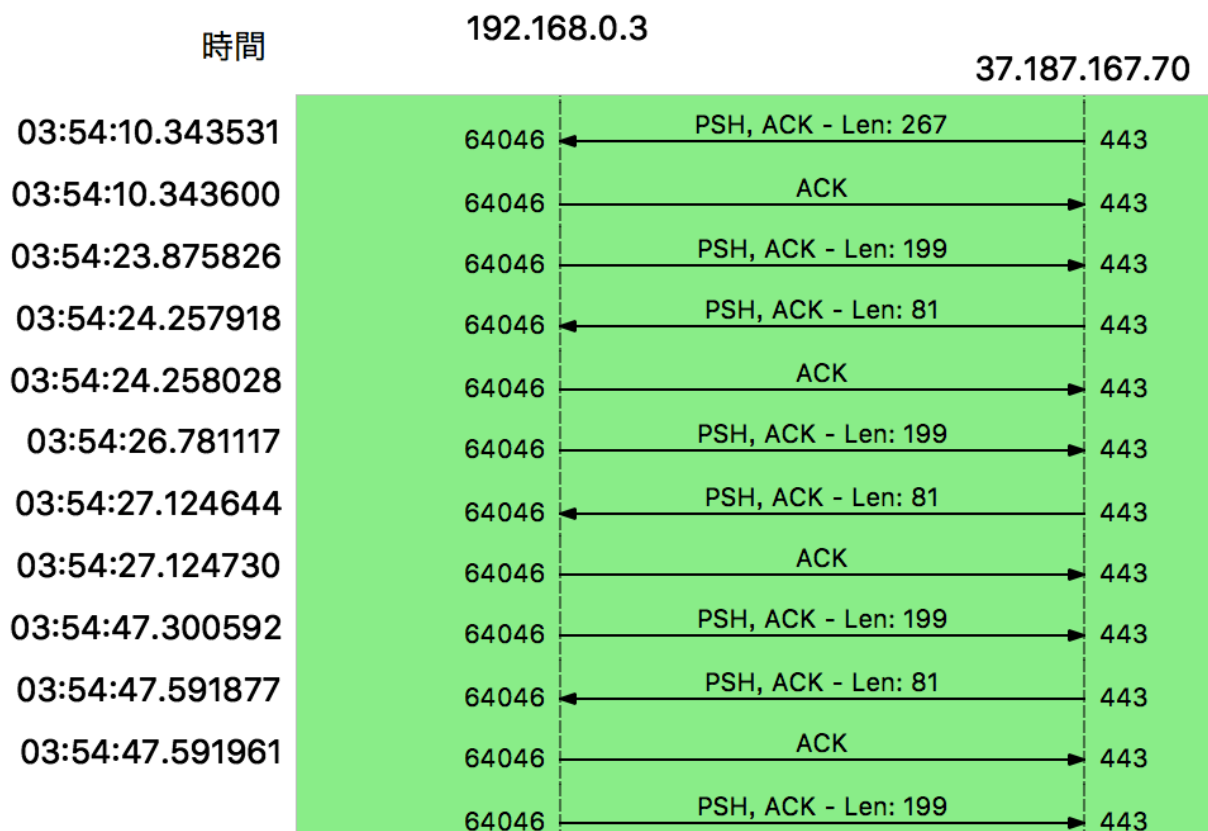 時間
192.168.0.3
37.187.167.70
03:54:10.343531 64046 PSH, ACK - Len: 267 443
03:54:10.343600 64046 ACK 443
03:54:23.875826 64046 PSH, ACK - Len: 199 443
03:54:24.257918 64046 PSH, ACK - Len: 81 443
03:54:24.258028 64046 ACK 443
03:54:26.781117 64046 PSH, ACK - Len: 199 443
03:54:27.124644 64046 PSH, ACK - Len: 81 443
03:54:27.124730 64046 ACK 443
03:54:47.300592 64046 PSH, ACK - Len: 199 443
03:54:47.591877 64046 PSH, ACK - Len: 81 443
03:54:47.591961 64046 ACK 443
64046 PSH, ACK - Len: 199 443